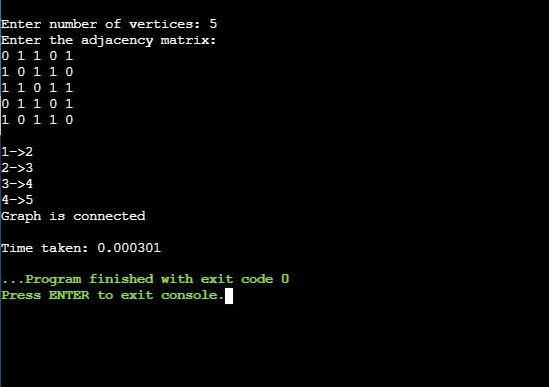 Enter number of vertices: 5
Enter the adjacency matrix:
0 1 1 0 1
1 0 1 1 0
1 1 0 1 1
0 1 1 0 1
1 0 1 1 0
1->2
2->3
3->4
4->5
Graph is connected
Time taken: 0.000301
...Program finished with exit code 0
Press ENTER to exit console.